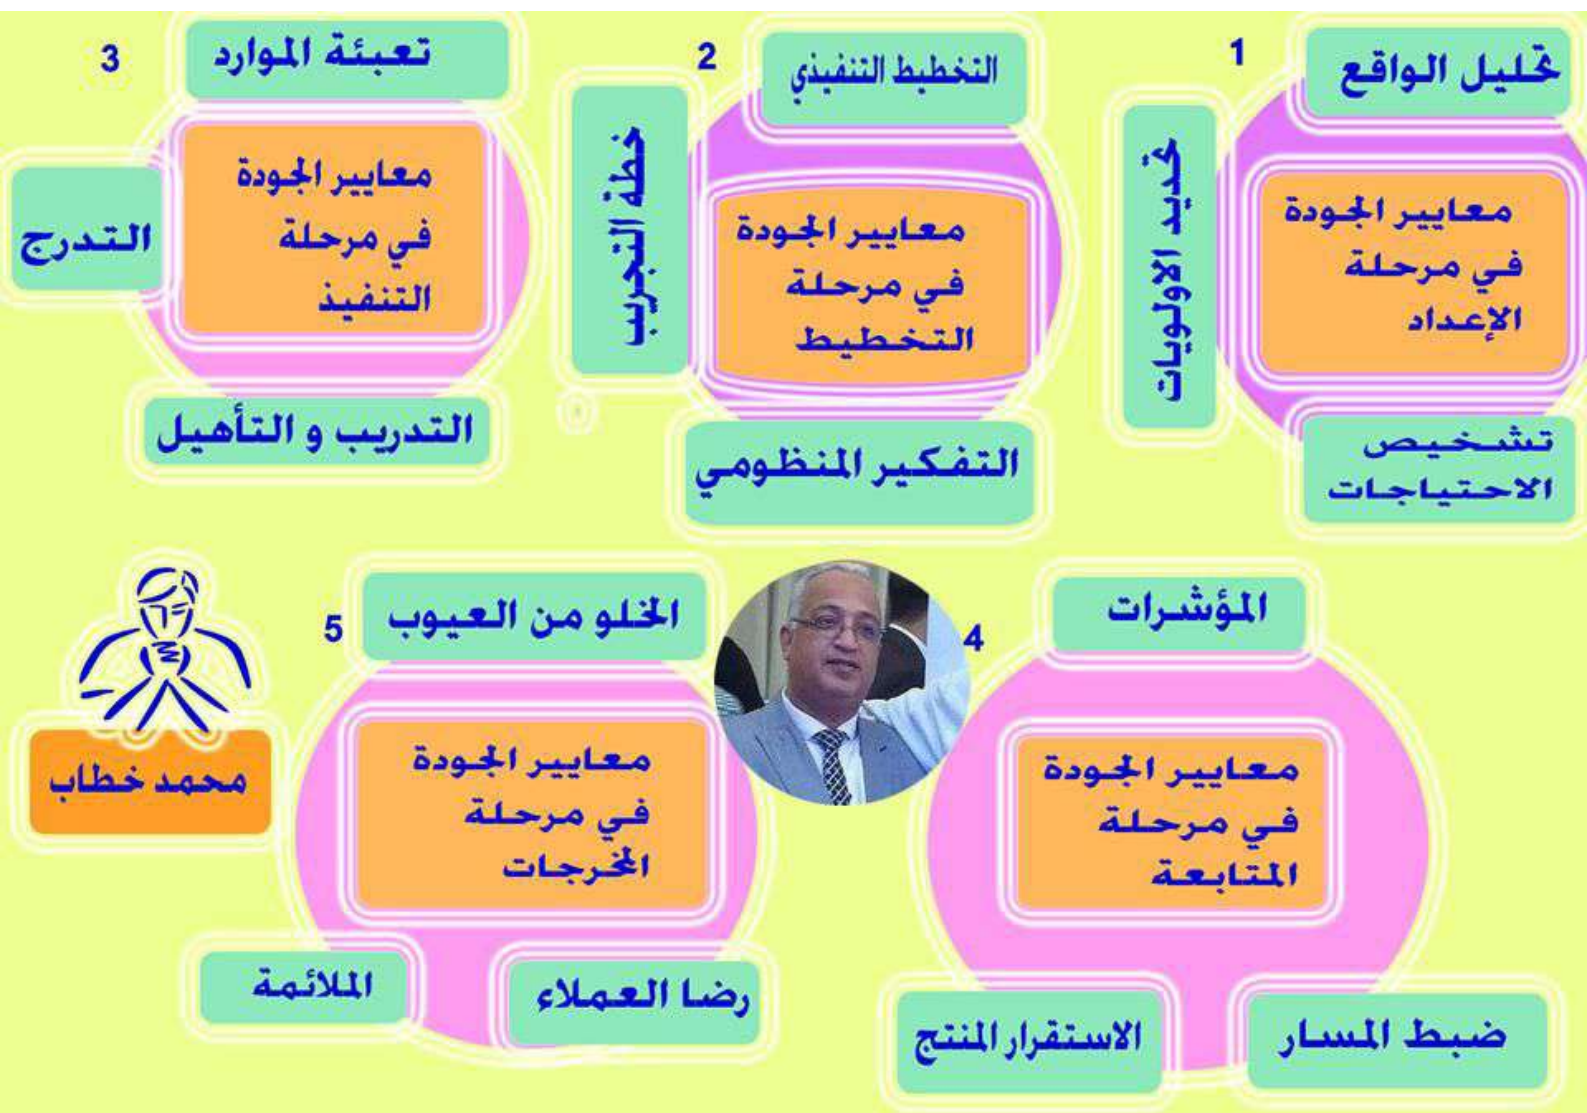 1
تحليل الواقع
تحديد الاولويات
معايير الجودة
في مرحلة
الإعداد
تشخيص
الاحتياجات
2
التخطيط التنفيذي
خطة التجريب
معايير الجودة
في مرحلة
التخطيط
التفكير المنظومي
3
تعبئة الموارد
معايير الجودة
في مرحلة
التنفيذ
التدرج
التدريب و التأهيل
4
المؤشرات
معايير الجودة
في مرحلة
المتابعة
ضبط المسار
الاستقرار المنتج
5
الخلو من العيوب
معايير الجودة
في مرحلة
المخرجات
رضا العملاء
الملائمة
محمد خطاب